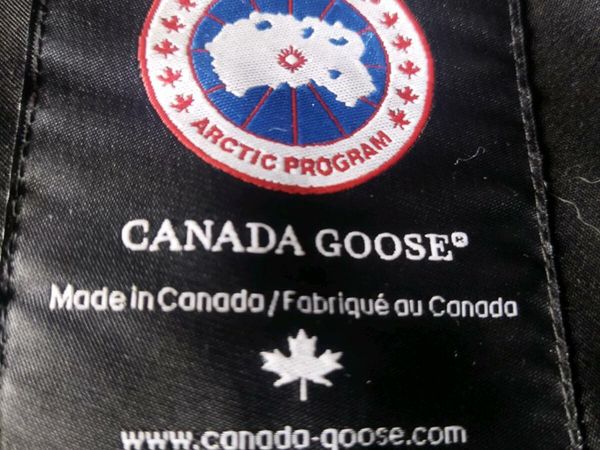 ARCTIC PROGRAM
CANADA GOOSE®
Made in Canada/Fabriqué au Canada
www.canada-goose.com